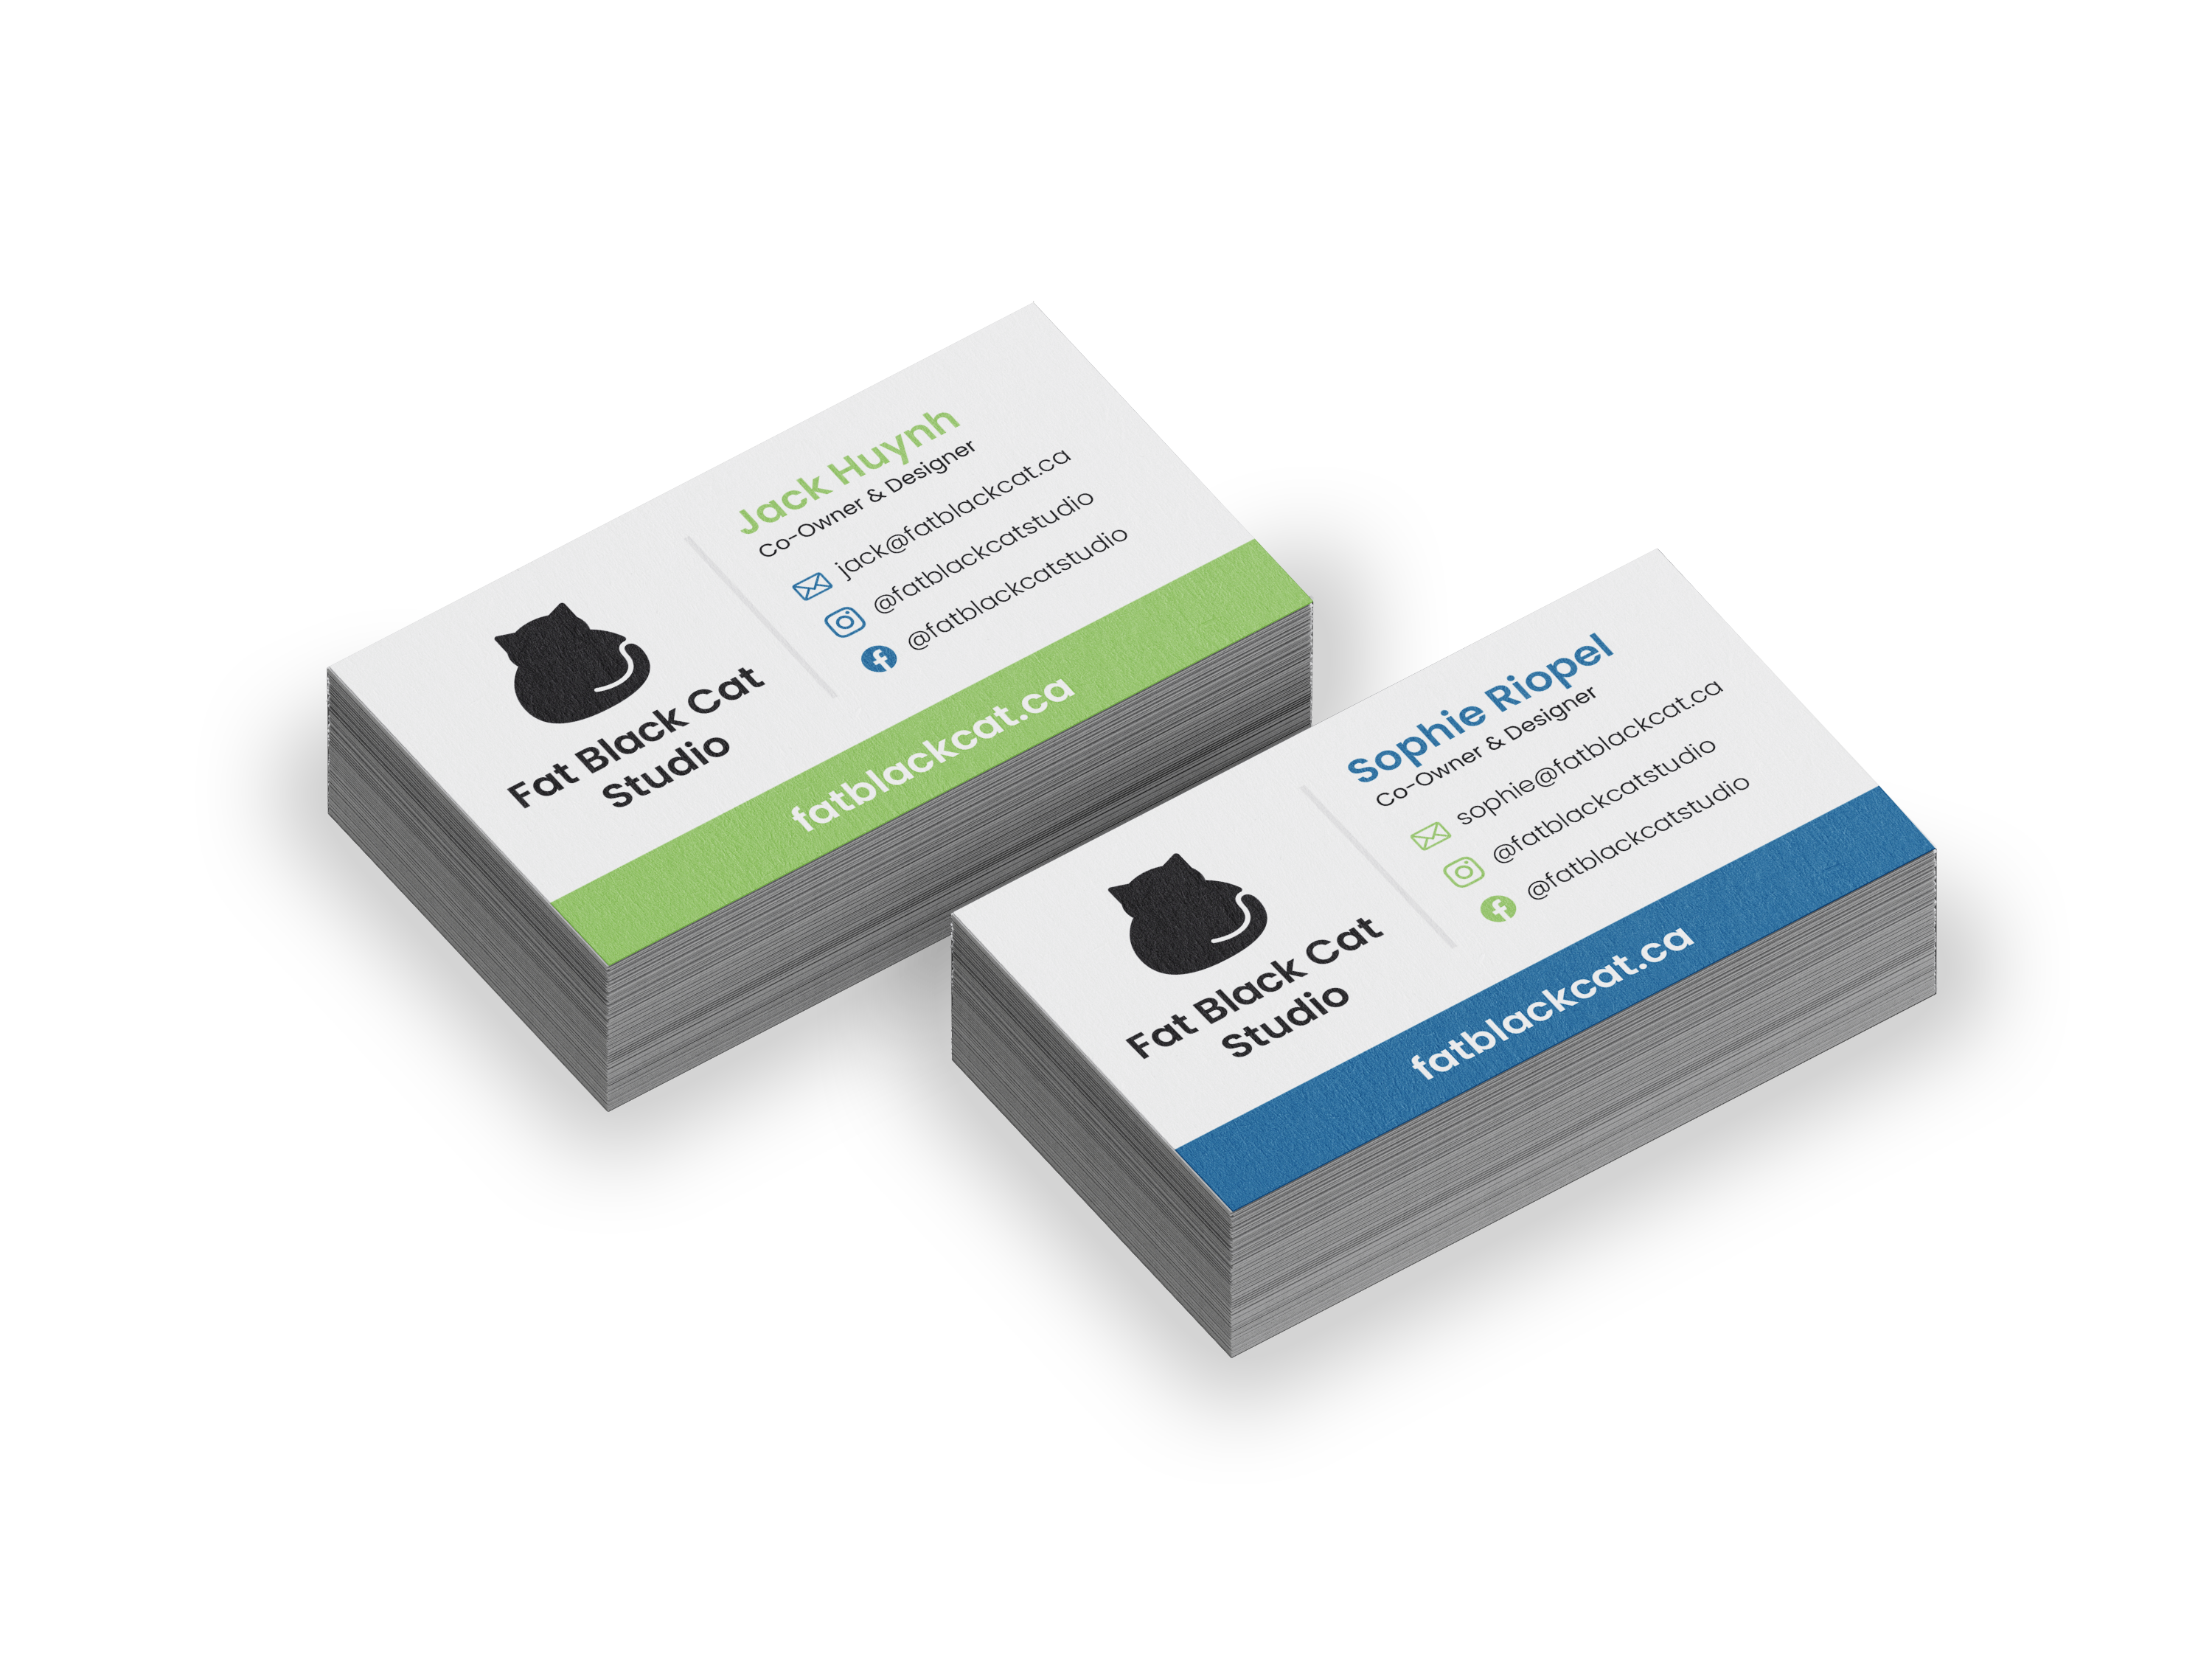 Fat Black Cat
Studio
Jack Huynh
Co-Owner & Designer
jack@fatblackcat.ca
@fatblackcatstudio
@fatblackcatstudio
fatblackcat.ca
Fat Black Cat
Studio
Sophie Riopel
Co-Owner & Designer
sophie@fatblackcat.ca
@fatblackcatstudio
@fatblackcatstudio
fatblackcat.ca